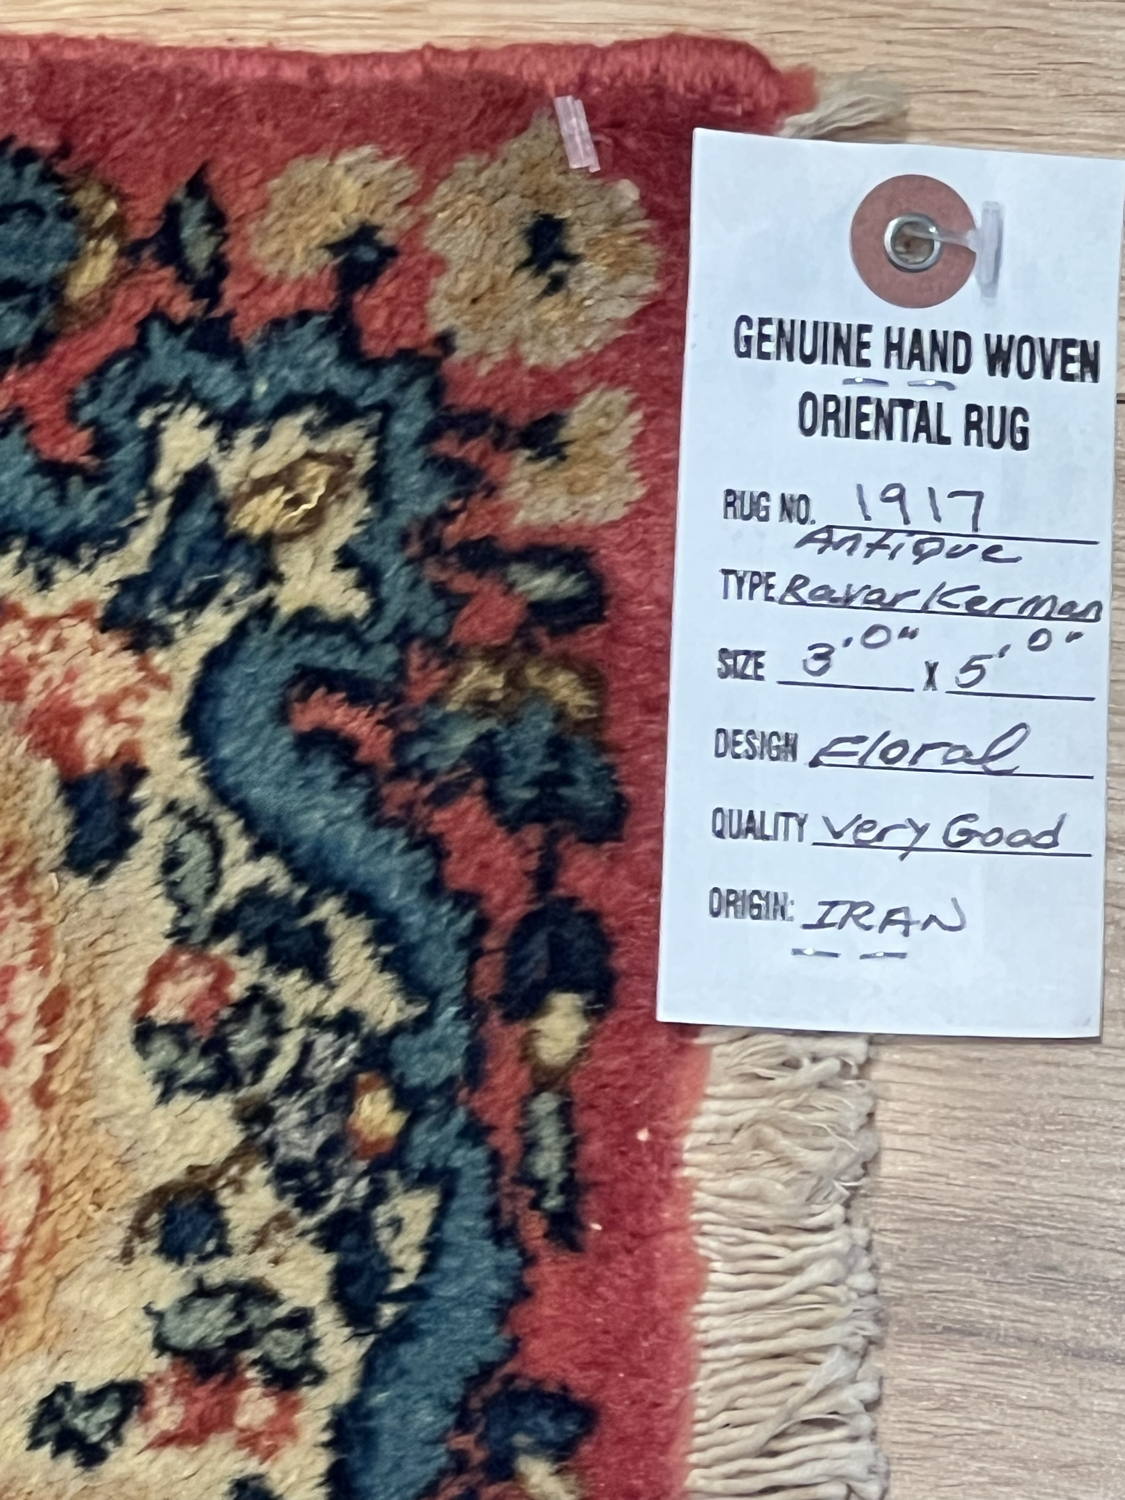 GENUINE HAND WOVEN
ORIENTAL RUG
RUG NO. 1917
Antique
TYPE Ravar Kerman
SIZE 3'0" X 5'0"
DESIGN Floral
QUALITY Very Good
ORIGIN: IRAN